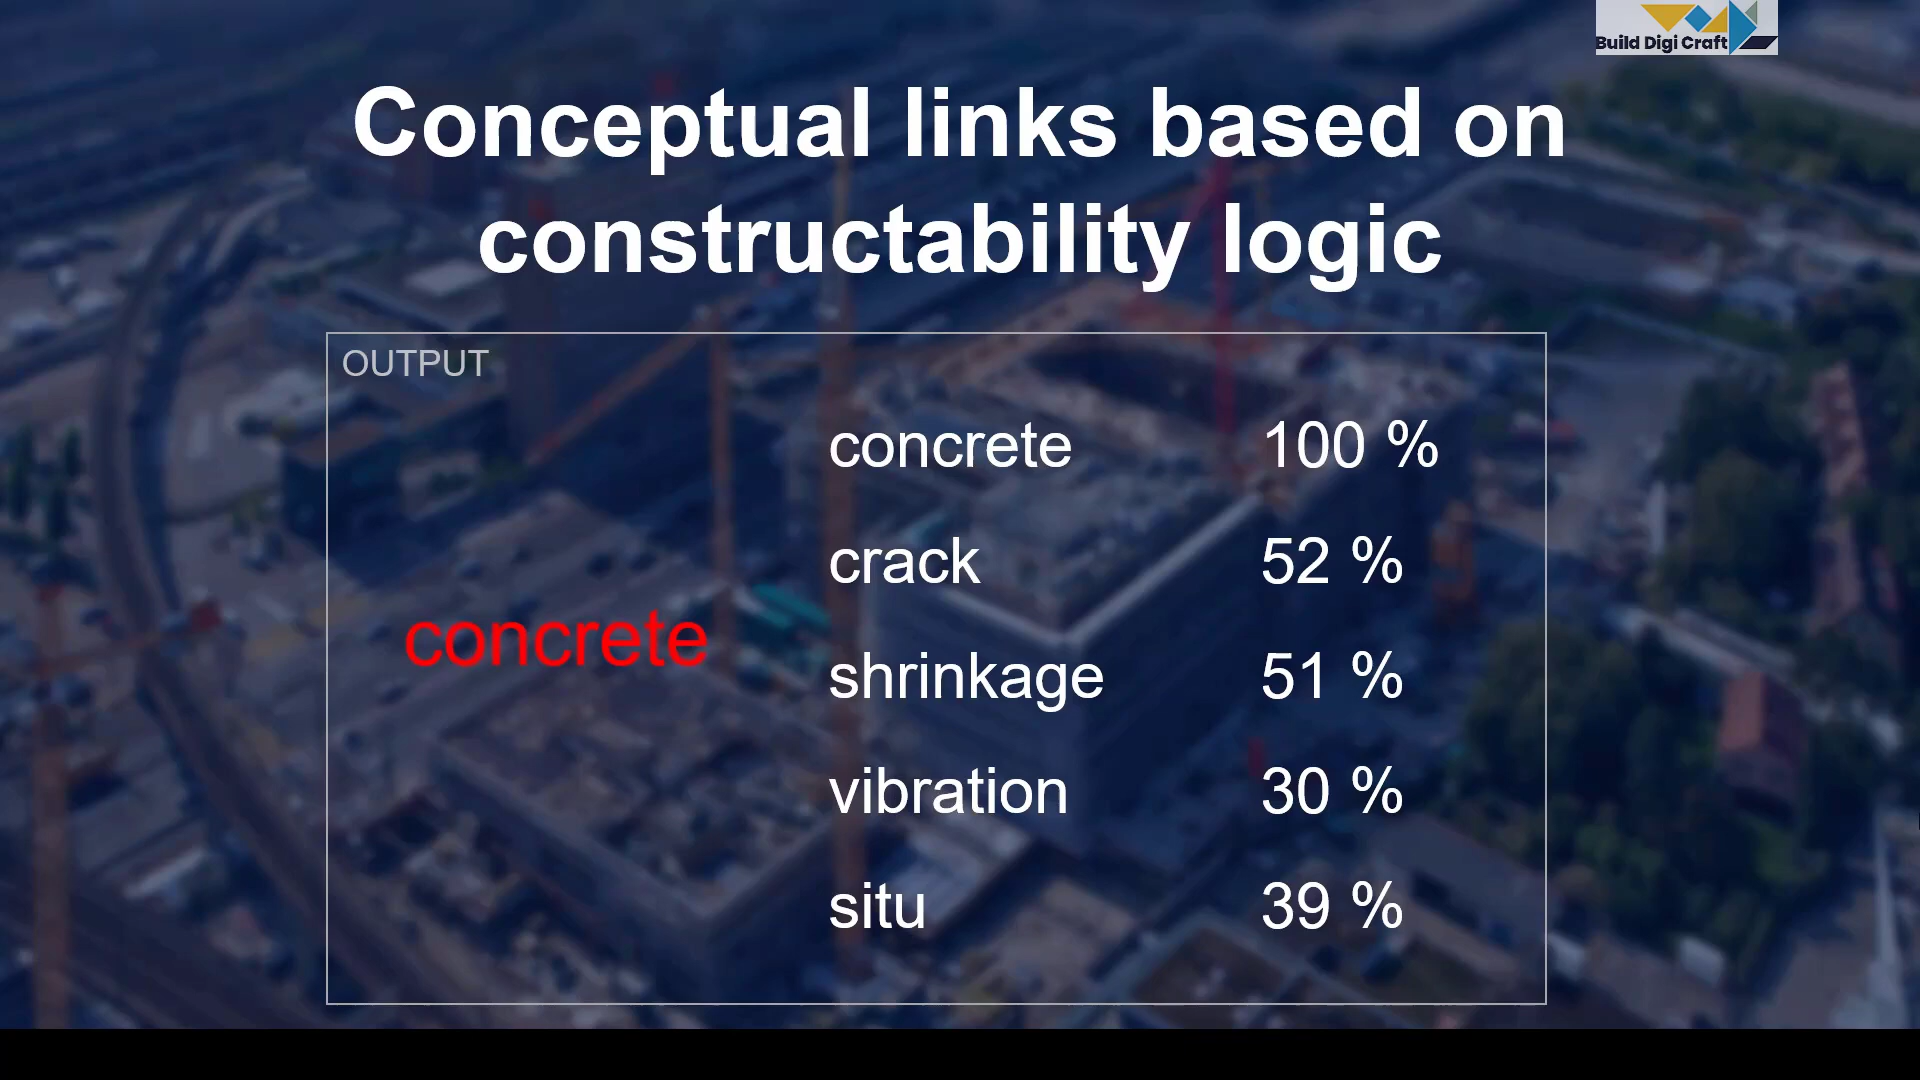 Build Digi Craft
Conceptual links based on
constructability logic
OUTPUT
concrete
concrete 100 %
crack 52 %
shrinkage 51 %
vibration 30 %
situ 39 %